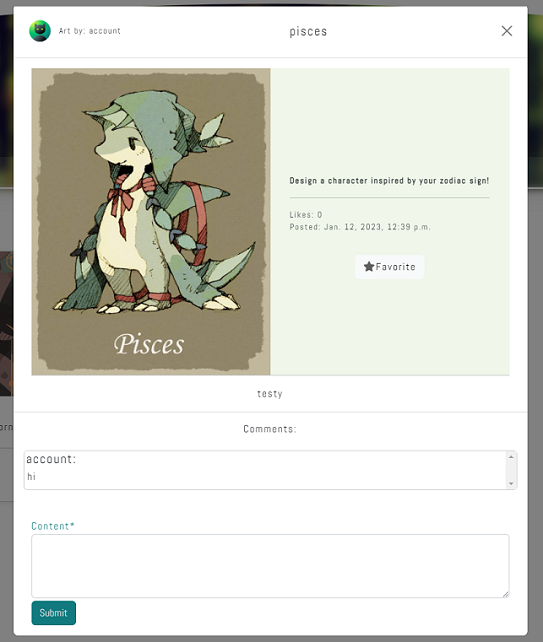 Art by: account
pisces
Design a character inspired by your zodiac sign!
Likes: 0
Posted: Jan. 12, 2023, 12:39 p.m.
Favorite
Pisces
testy
Comments:
account:
hi
Content*
Submit